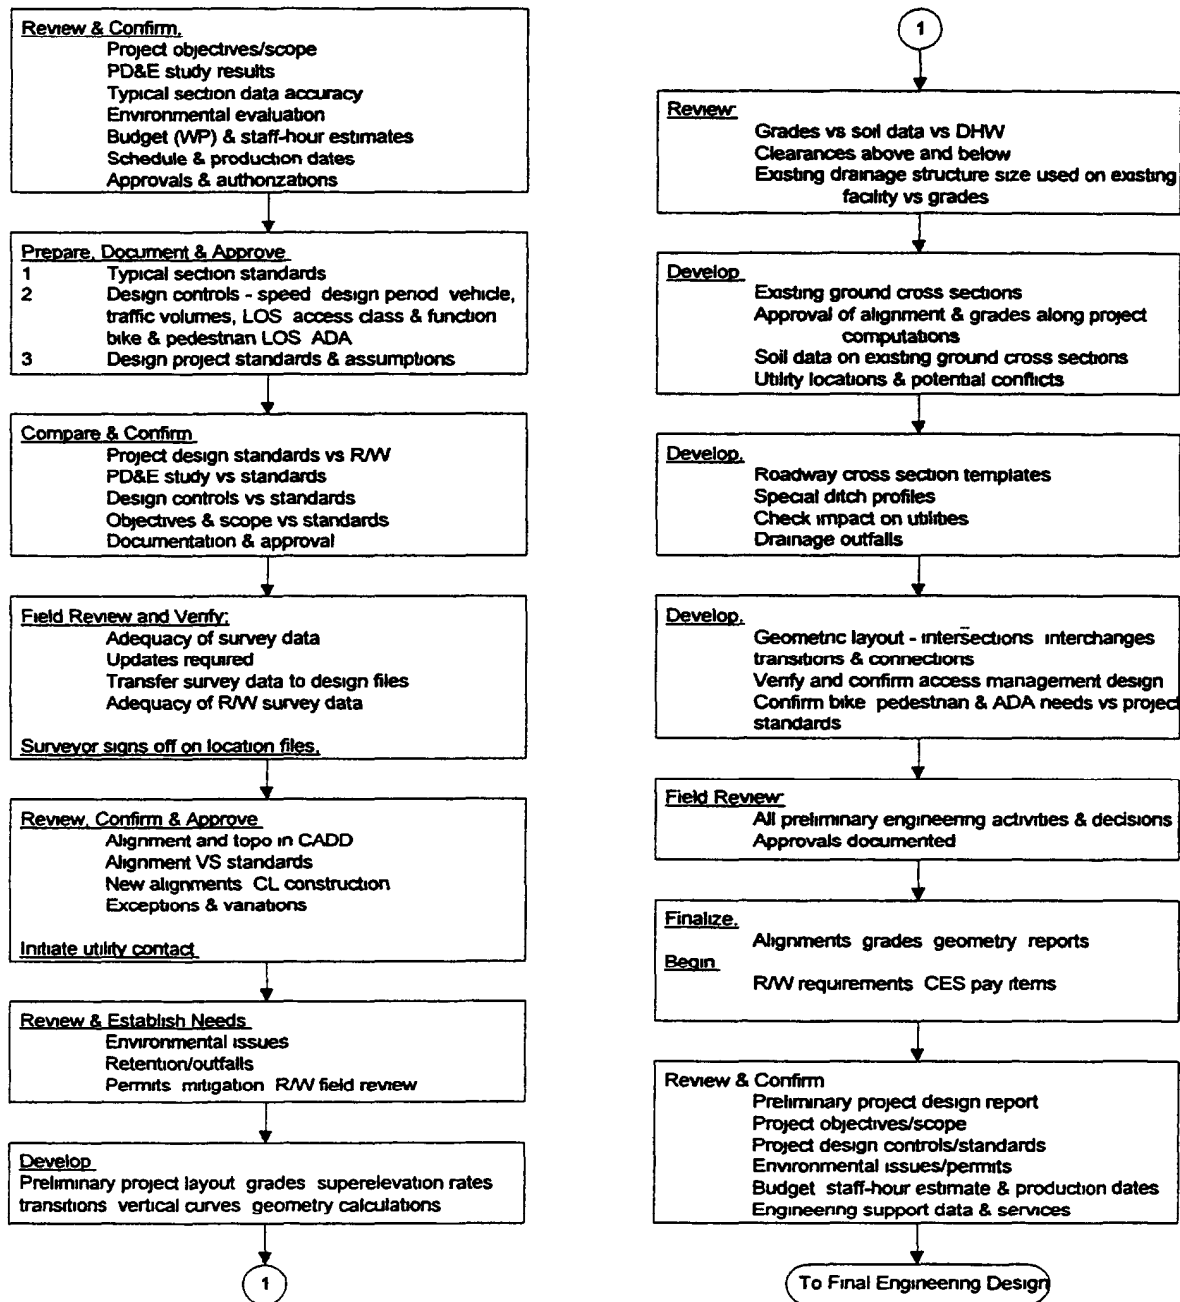 Review & Confirm.
Project objectives/scope
PD&E study results
Typical section data accuracy
Environmental evaluation
Budget (WP) & staff-hour estimates
Schedule & production dates
Approvals & authorizations
Prepare, Document & Approve
1 Typical section standards
2 Design controls - speed design period vehicle,
traffic volumes, LOS access class & function
bike & pedestrian LOS ADA
3 Design project standards & assumptions
Compare & Confirm
Project design standards vs R/W
PD&E study vs standards
Design controls vs standards
Objectives & scope vs standards
Documentation & approval
Field Review and Verify:
Adequacy of survey data
Updates required
Transfer survey data to design files
Adequacy of R/W survey data
Surveyor signs off on location files.
Review, Confirm & Approve
Alignment and topo in CADD
Alignment VS standards
New alignments CL construction
Exceptions & variations
Initiate utility contact
Review & Establish Needs
Environmental issues
Retention/outfalls
Permits mitigation R/W field review
Develop
Preliminary project layout grades superelevation rates
transitions vertical curves geometry calculations
1
1
Review:
Grades vs soil data vs DHW
Clearances above and below
Existing drainage structure size used on existing
facility vs grades
Develop
Existing ground cross sections
Approval of alignment & grades along project
computations
Soil data on existing ground cross sections
Utility locations & potential conflicts
Develop.
Roadway cross section templates
Special ditch profiles
Check impact on utilities
Drainage outfalls
Develop.
Geometric layout - intersections interchanges
transitions & connections
Verify and confirm access management design
Confirm bike pedestrian & ADA needs vs project
standards
Field Review:
All preliminary engineering activities & decisions
Approvals documented
Finalize.
Alignments grades geometry reports
Begin
R/W requirements CES pay items
Review & Confirm
Preliminary project design report
Project objectives/scope
Project design controls/standards
Environmental issues/permits
Budget staff-hour estimate & production dates
Engineering support data & services
To Final Engineering Design